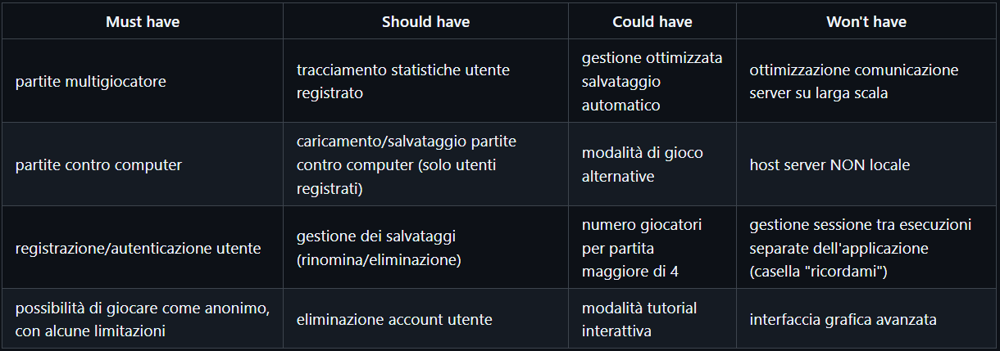 Must have
Should have
Could have
Won't have
partite multigiocatore
tracciamento statistiche utente
registrato
gestione ottimizzata
salvataggio
automatico
ottimizzazione comunicazione
server su larga scala
partite contro computer
caricamento/salvataggio partite
contro computer (solo utenti
registrati)
modalità di gioco
alternative
host server NON locale
registrazione/autenticazione utente
gestione dei salvataggi
(rinomina/eliminazione)
numero giocatori
per partita
maggiore di 4
gestione sessione tra esecuzioni
separate dell'applicazione
(casella "ricordami")
possibilità di giocare come anonimo,
con alcune limitazioni
eliminazione account utente
modalità tutorial
interattiva
interfaccia grafica avanzata